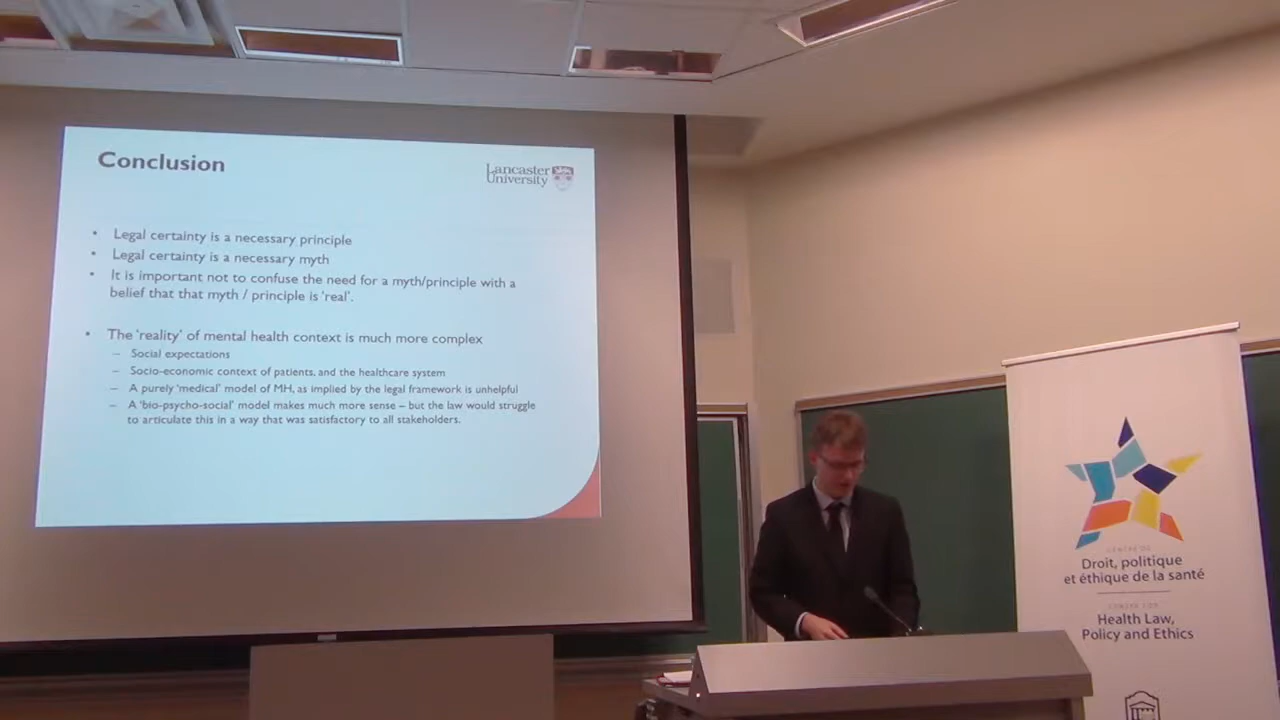 Conclusion
Lancaster
University
• Legal certainty is a necessary principle
• Legal certainty is a necessary myth
• It is important not to confuse the need for a myth/principle with a
belief that that myth / principle is 'real'.
• The 'reality' of mental health context is much more complex
– Social expectations
– Socio-economic context of patients, and the healthcare system
– A purely 'medical' model of MH, as implied by the legal framework is unhelpful
– A 'bio-psycho-social' model makes much more sense – but the law would struggle
to articulate this in a way that was satisfactory to all stakeholders.
CENTRE DE
Droit, politique
et éthique de la santé
CENTRE FOR
Health Law,
Policy and Ethics